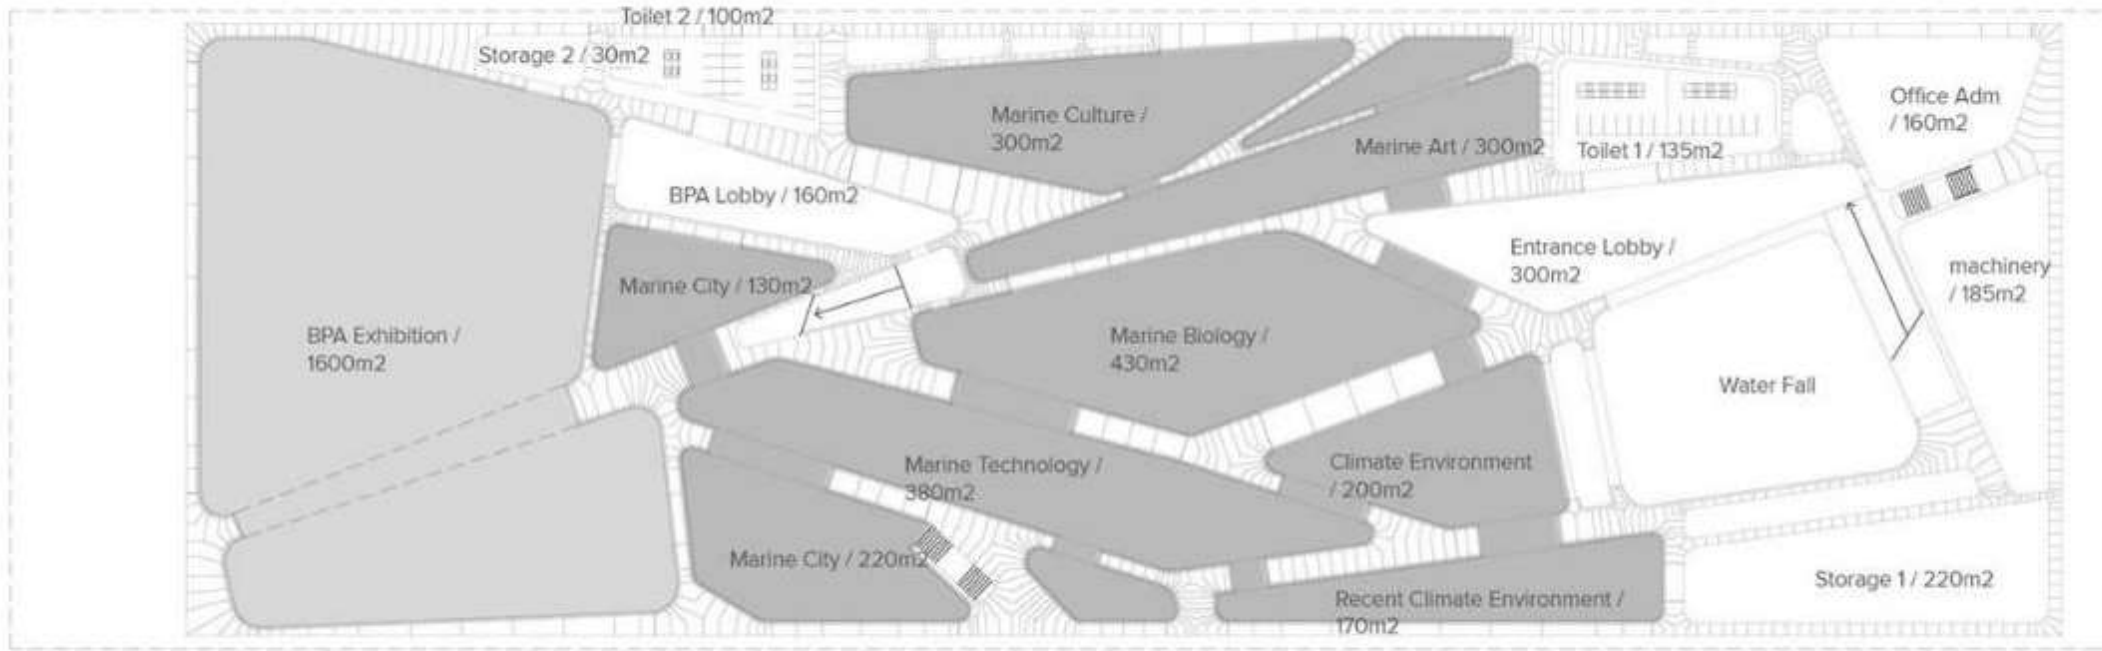 Toilet 2 / 100m2
Storage 2 / 30m2
Marine Culture /
300m2
Marine Art / 300m2
Toilet 1 / 135m2
Office Adm
/ 160m2
BPA Lobby / 160m2
Entrance Lobby /
300m2
machinery
/ 185m2
Marine City / 130m2
BPA Exhibition /
1600m2
Marine Biology /
430m2
Water Fall
Marine Technology /
380m2
Climate Environment
/ 200m2
Marine City / 220m2
Recent Climate Environment /
170m2
Storage 1 / 220m2